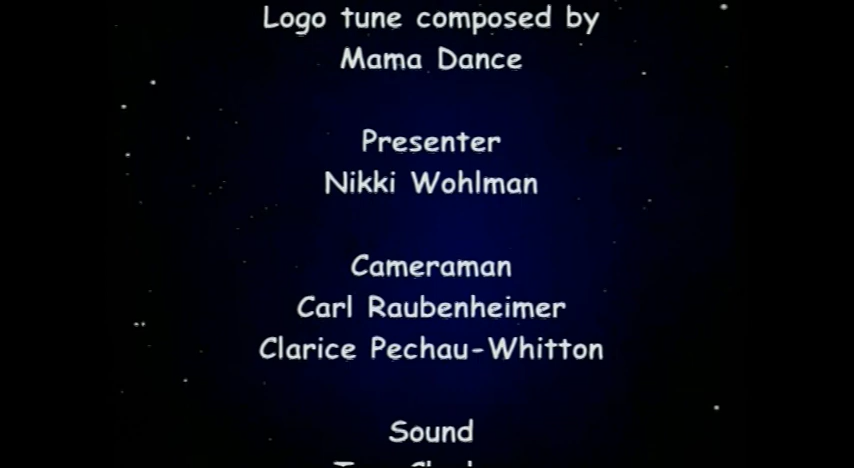 Logo tune composed by
Mama Dance
Presenter
Nikki Wohlman
Cameraman
Carl Raubenheimer
Clarice Pechau-Whitton
Sound